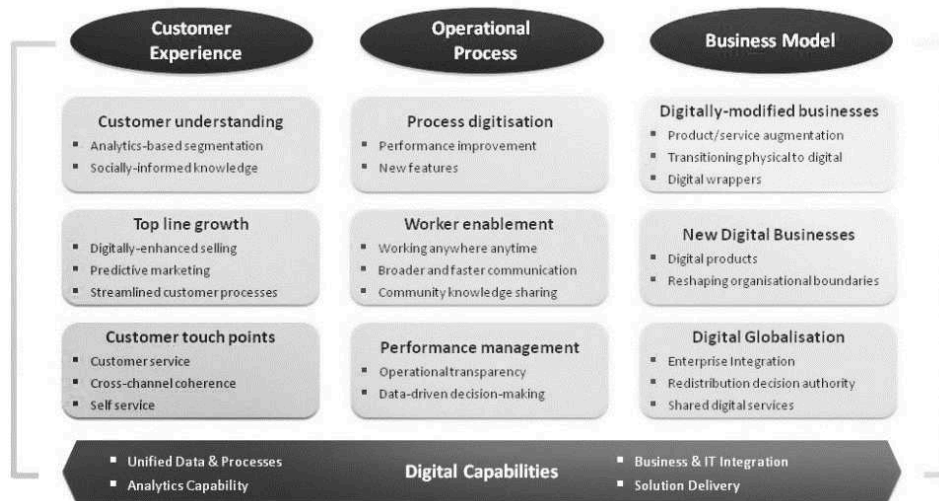 Customer
Experience
Operational
Process
Business Model
Customer understanding
Analytics-based segmentation
Socially-informed knowledge
Top line growth
Digitally-enhanced selling
Predictive marketing
Streamlined customer processes
Customer touch points
Customer service
Cross-channel coherence
Self service
Process digitisation
Performance improvement
New features
Worker enablement
Working anywhere anytime
Broader and faster communication
Community knowledge sharing
Performance management
Operational transparency
Data-driven decision-making
Digitally-modified businesses
Product/service augmentation
Transitioning physical to digital
Digital wrappers
New Digital Businesses
Digital products
Reshaping organisational boundaries
Digital Globalisation
Enterprise Integration
Redistribution decision authority
Shared digital services
Unified Data & Processes
Analytics Capability
Digital Capabilities
Business & IT Integration
Solution Delivery